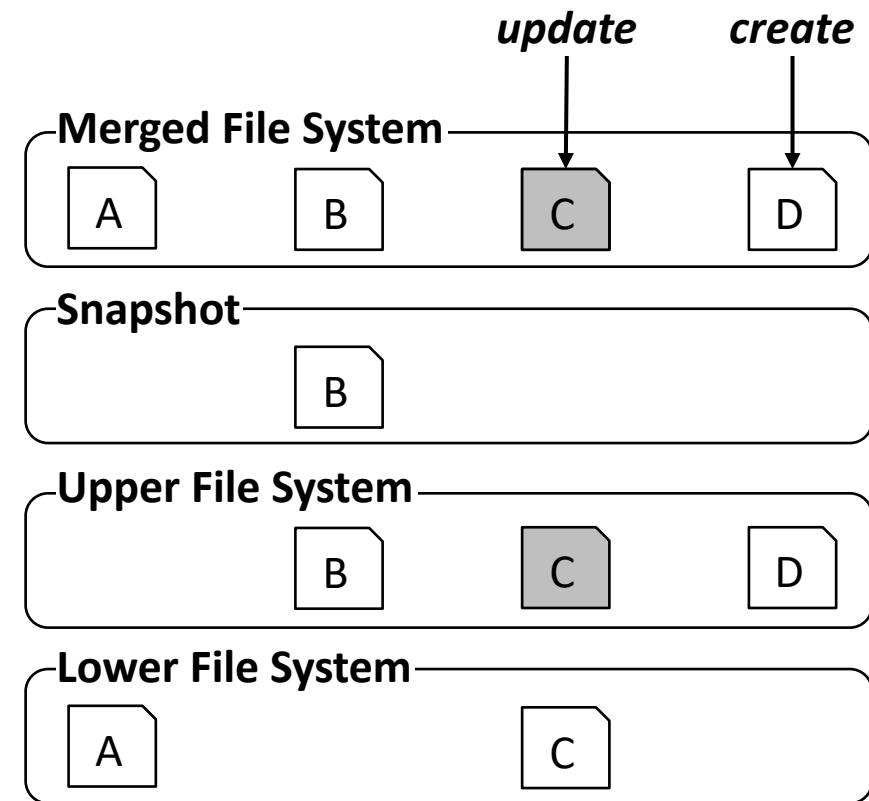 update create
Merged File System
A B C D
Snapshot
B
Upper File System
B C D
Lower File System
A C